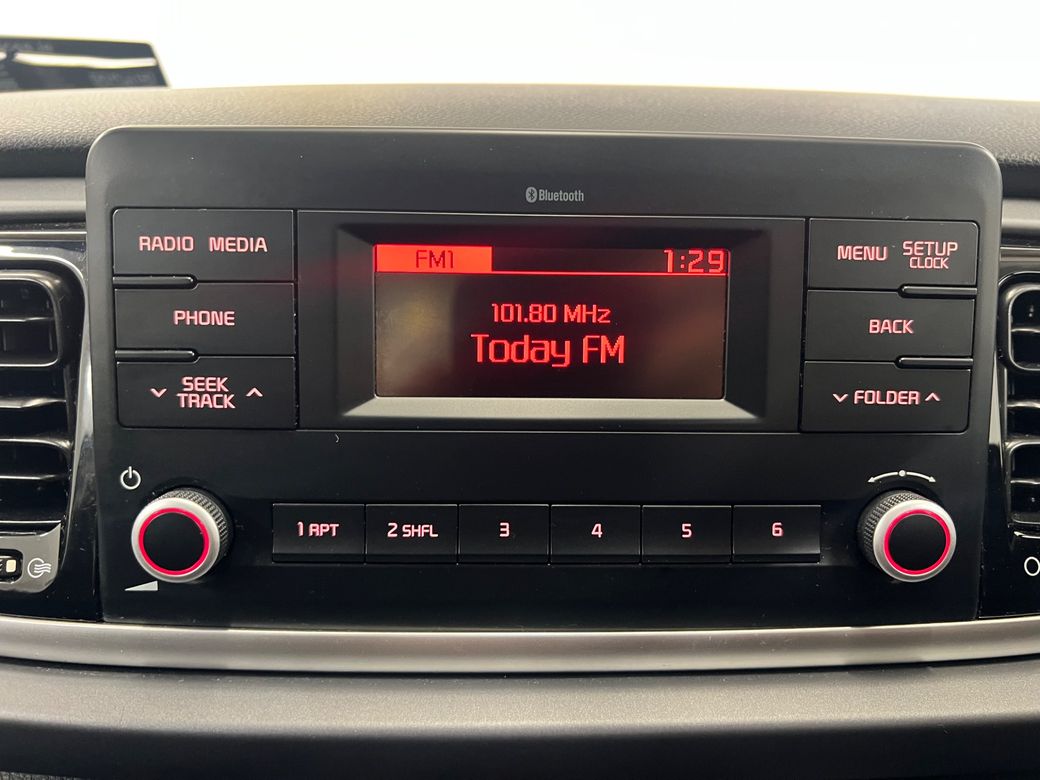 Bluetooth
RADIO MEDIA
PHONE
SEEK
TRACK
FM1 1:29
101.80 MHz
Today FM
MENU SETUP
CLOCK
BACK
FOLDER
1 RPT 2 SHFL 3 4 5 6